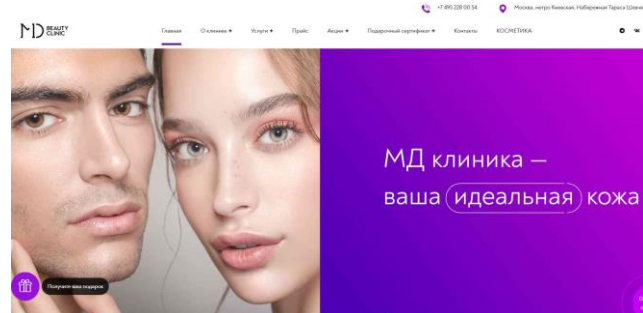 +7 495 228 00 54
Москва, метро Киевская, Набережная Тараса
MD BEAUTY CLINIC
Главная О клинике Услуги Прайс Акции Подарочный сертификат Контакты КОСМЕТИКА
МД клиника –
ваша идеальная кожа
Получите ваш подарок